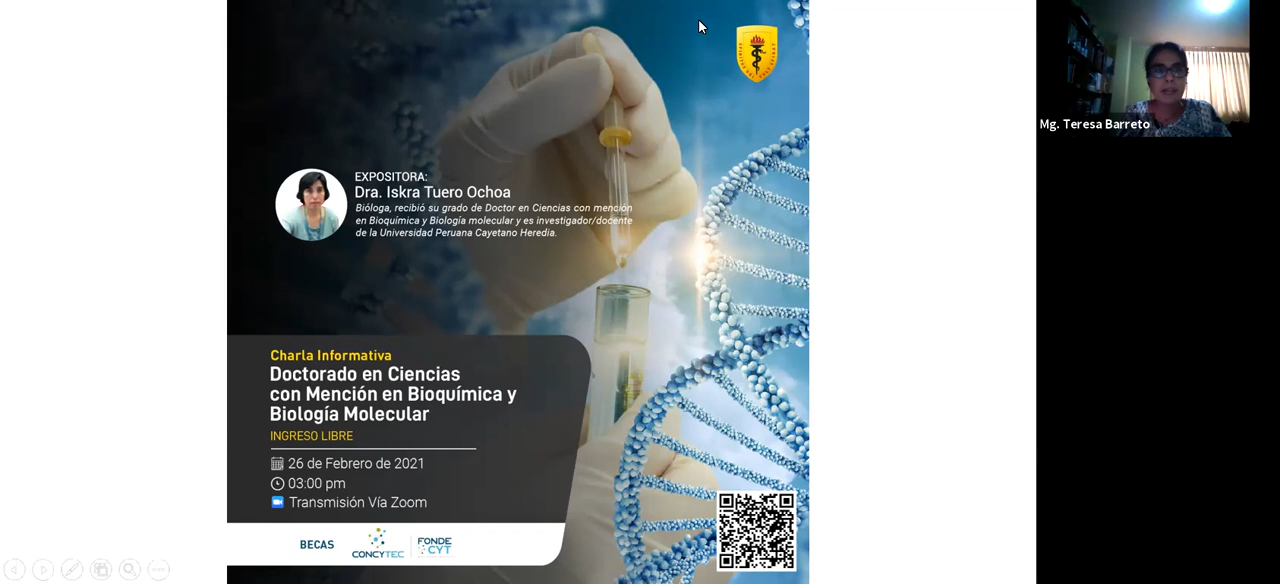 EXPOSITORA:
Dra. Iskra Tuero Ochoa
Bióloga, recibió su grado de Doctor en Ciencias con mención
en Bioquímica y Biología molecular y es investigador/docente
de la Universidad Peruana Cayetano Heredia.
Charla Informativa
Doctorado en Ciencias
con Mención en Bioquímica y
Biología Molecular
INGRESO LIBRE
26 de Febrero de 2021
03:00 pm
Transmisión Vía Zoom
BECAS
CONCYTEC
FONDE
CYT
Mg. Teresa Barreto